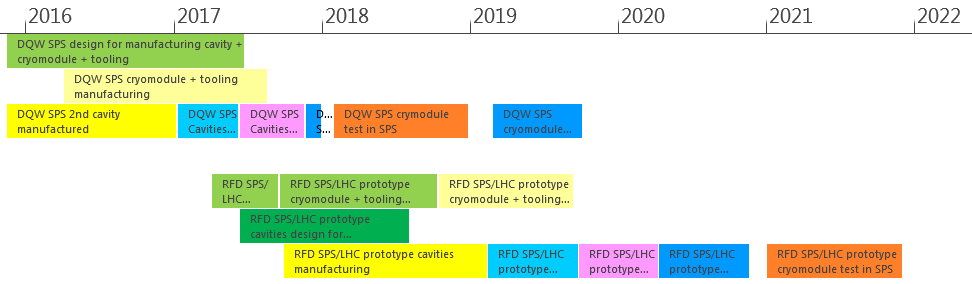 2016 2017 2018 2019 2020 2021 2022
DQW SPS design for manufacturing cavity +
cryomodule + tooling
DQW SPS cryomodule + tooling
manufacturing
DQW SPS 2nd cavity
manufactured
DQW SPS
Cavities...
DQW SPS
Cavities...
D...
S...
DQW SPS crymodule
test in SPS
DQW SPS
cryomodule...
RFD SPS/
LHC...
RFD SPS/LHC prototype
cryomodule + tooling...
RFD SPS/LHC prototype
cryomodule + tooling...
RFD SPS/LHC prototype
cavities design for...
RFD SPS/LHC prototype cavities
manufacturing
RFD SPS/LHC
prototype...
RFD SPS/LHC
prototype...
RFD SPS/LHC
prototype...
RFD SPS/LHC prototype
cryomodule test in SPS